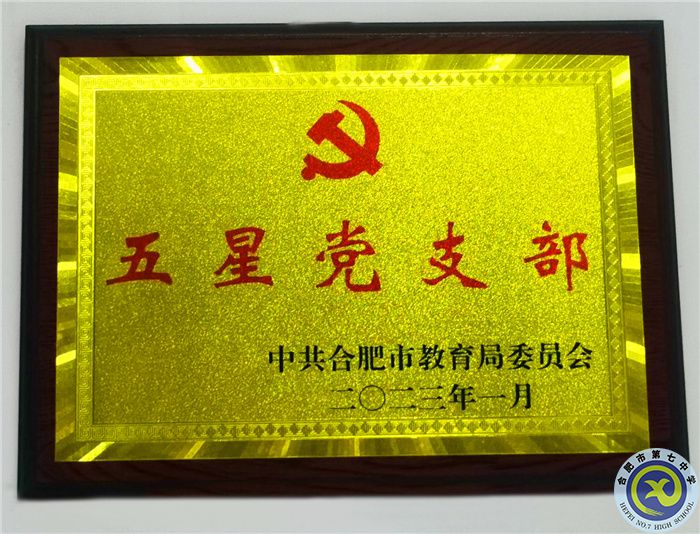 五星党支部
中共合肥市教育局委员会
二〇二三年一月
合肥市第七中学
HEFEI NO.7 HIGH SCHOOL